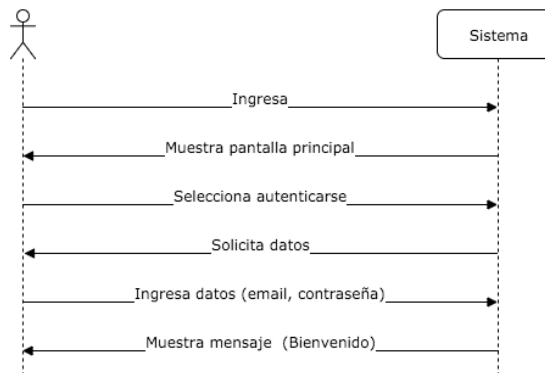 Sistema
Ingresa
Muestra pantalla principal
Selecciona autenticarse
Solicita datos
Ingresa datos (email, contraseña)
Muestra mensaje (Bienvenido)